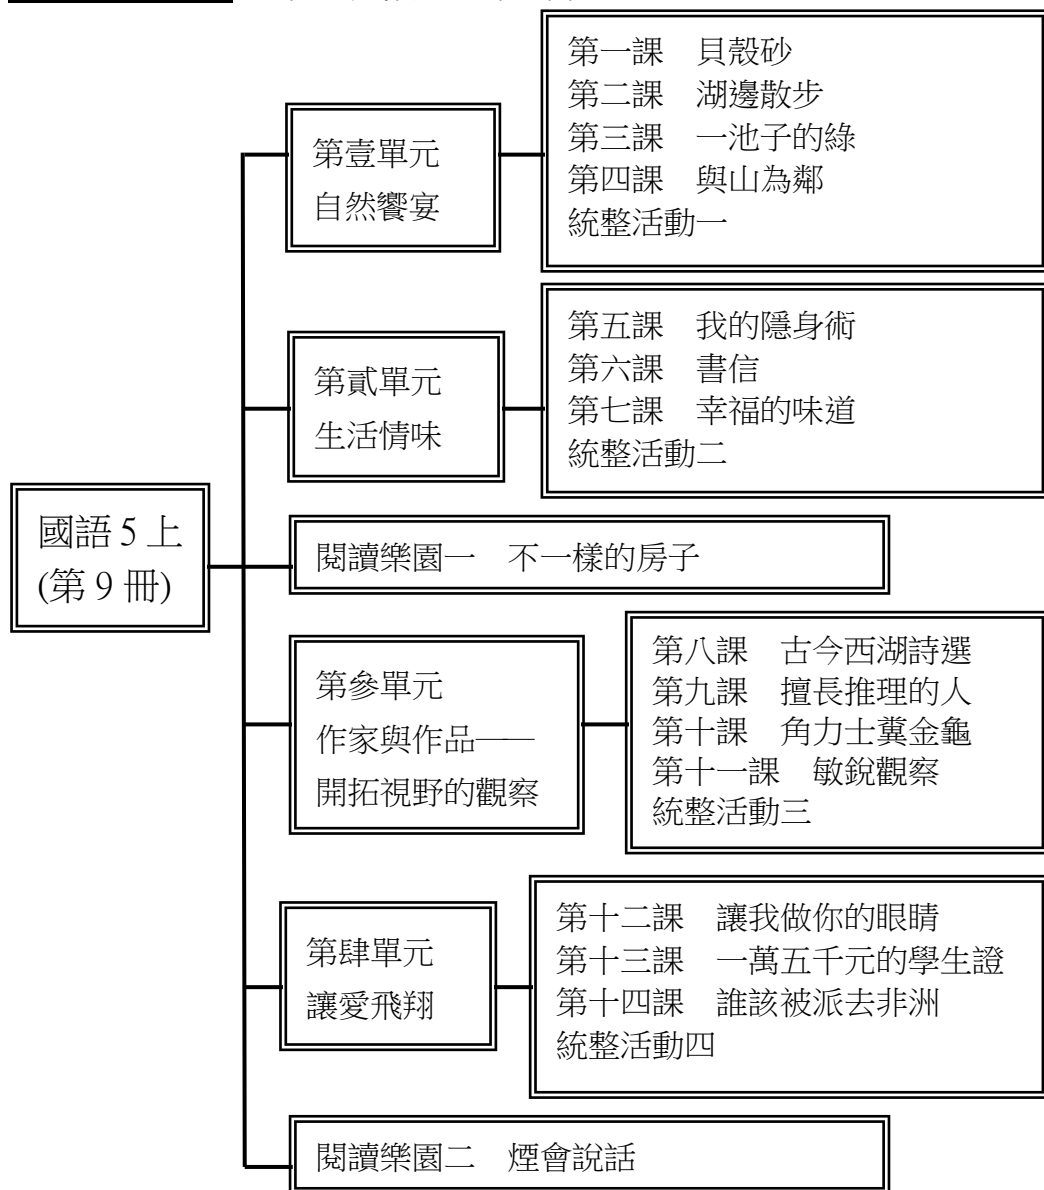 國語 5 上
(第 9 冊)
第壹單元
自然饗宴
第一課　貝殼砂
第二課　湖邊散步
第三課　一池子的綠
第四課　與山為鄰
統整活動一
第貳單元
生活情味
第五課　我的隱身術
第六課　書信
第七課　幸福的味道
統整活動二
閱讀樂園一　不一樣的房子
第參單元
作家與作品——
開拓視野的觀察
第八課　古今西湖詩選
第九課　擅長推理的人
第十課　角力士糞金龜
第十一課　敏銳觀察
統整活動三
第肆單元
讓愛飛翔
第十二課　讓我做你的眼睛
第十三課　一萬五千元的學生證
第十四課　誰該被派去非洲
統整活動四
閱讀樂園二　煙會說話